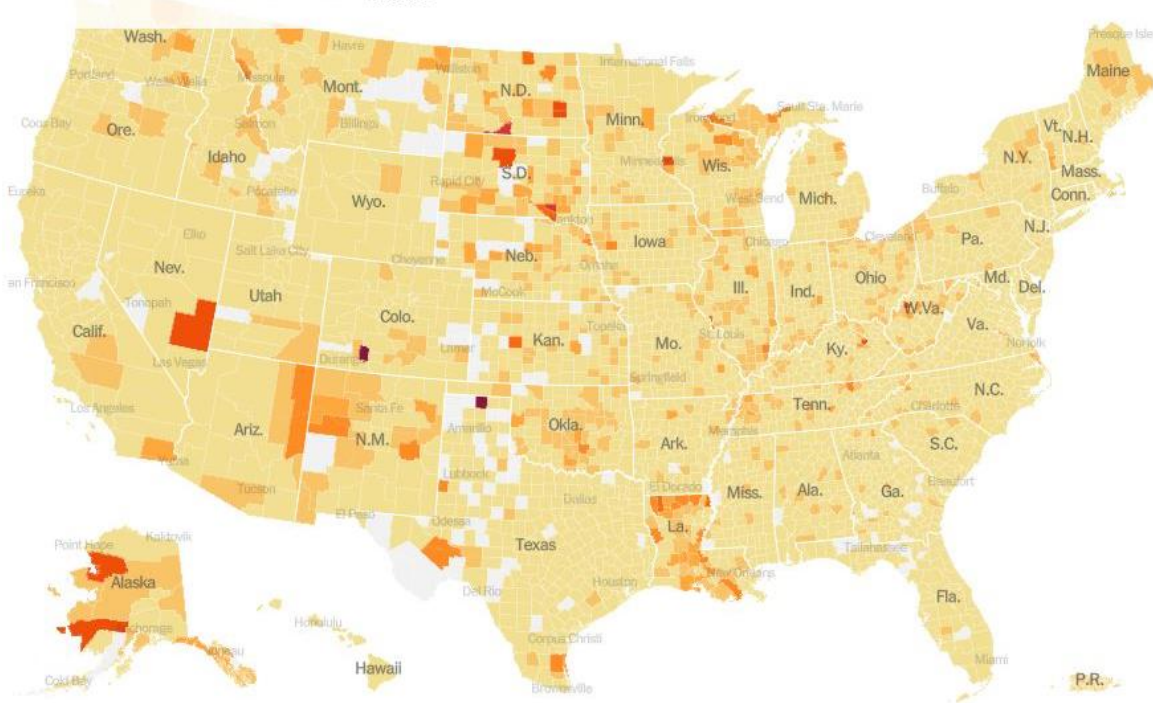 Wash.
Presque Isle
Havre
Williston
International Falls
Maine
Portland
Walla Walla
Missoula
Mont.
N.D.
Sault Ste. Marie
Coos Bay
Ore.
Salmon
Billings
Minn.
Ironwood
Vt.
N.H.
Idaho
Minneapolis
Wis.
N.Y.
Eureka
Pocatello
Wyo.
Rapid City
S.D.
West Bend
Mich.
Buffalo
Mass.
Conn.
Elko
Salt Lake City
Cheyenne
Yankton
Iowa
Chicago
Cleveland
Pa.
N.J.
Nev.
Neb.
Omaha
an Francisco
Tonopah
Utah
Colo.
McCook
Ill.
Ind.
Ohio
Md.
Del.
Calif.
Las Vegas
Durango
Lamar
Kan.
Topeka
Mo.
St. Louis
Ky.
W.Va.
Va.
Norfolk
Los Angeles
Santa Fe
Springfield
Tenn.
N.C.
Charlotte
Ariz.
N.M.
Amarillo
Okla.
Ark.
Memphis
S.C.
Yuma
Tucson
Lubbock
Atlanta
Beaufort
El Paso
Odessa
Dallas
El Dorado
La.
Miss.
Ala.
Ga.
Point Hope
Kaktovik
Texas
Tallahassee
Alaska
Del Rio
Houston
New Orleans
Fla.
Anchorage
Honolulu
Juneau
Corpus Christi
Miami
Cold Bay
Hawaii
Brownsville
P.R.